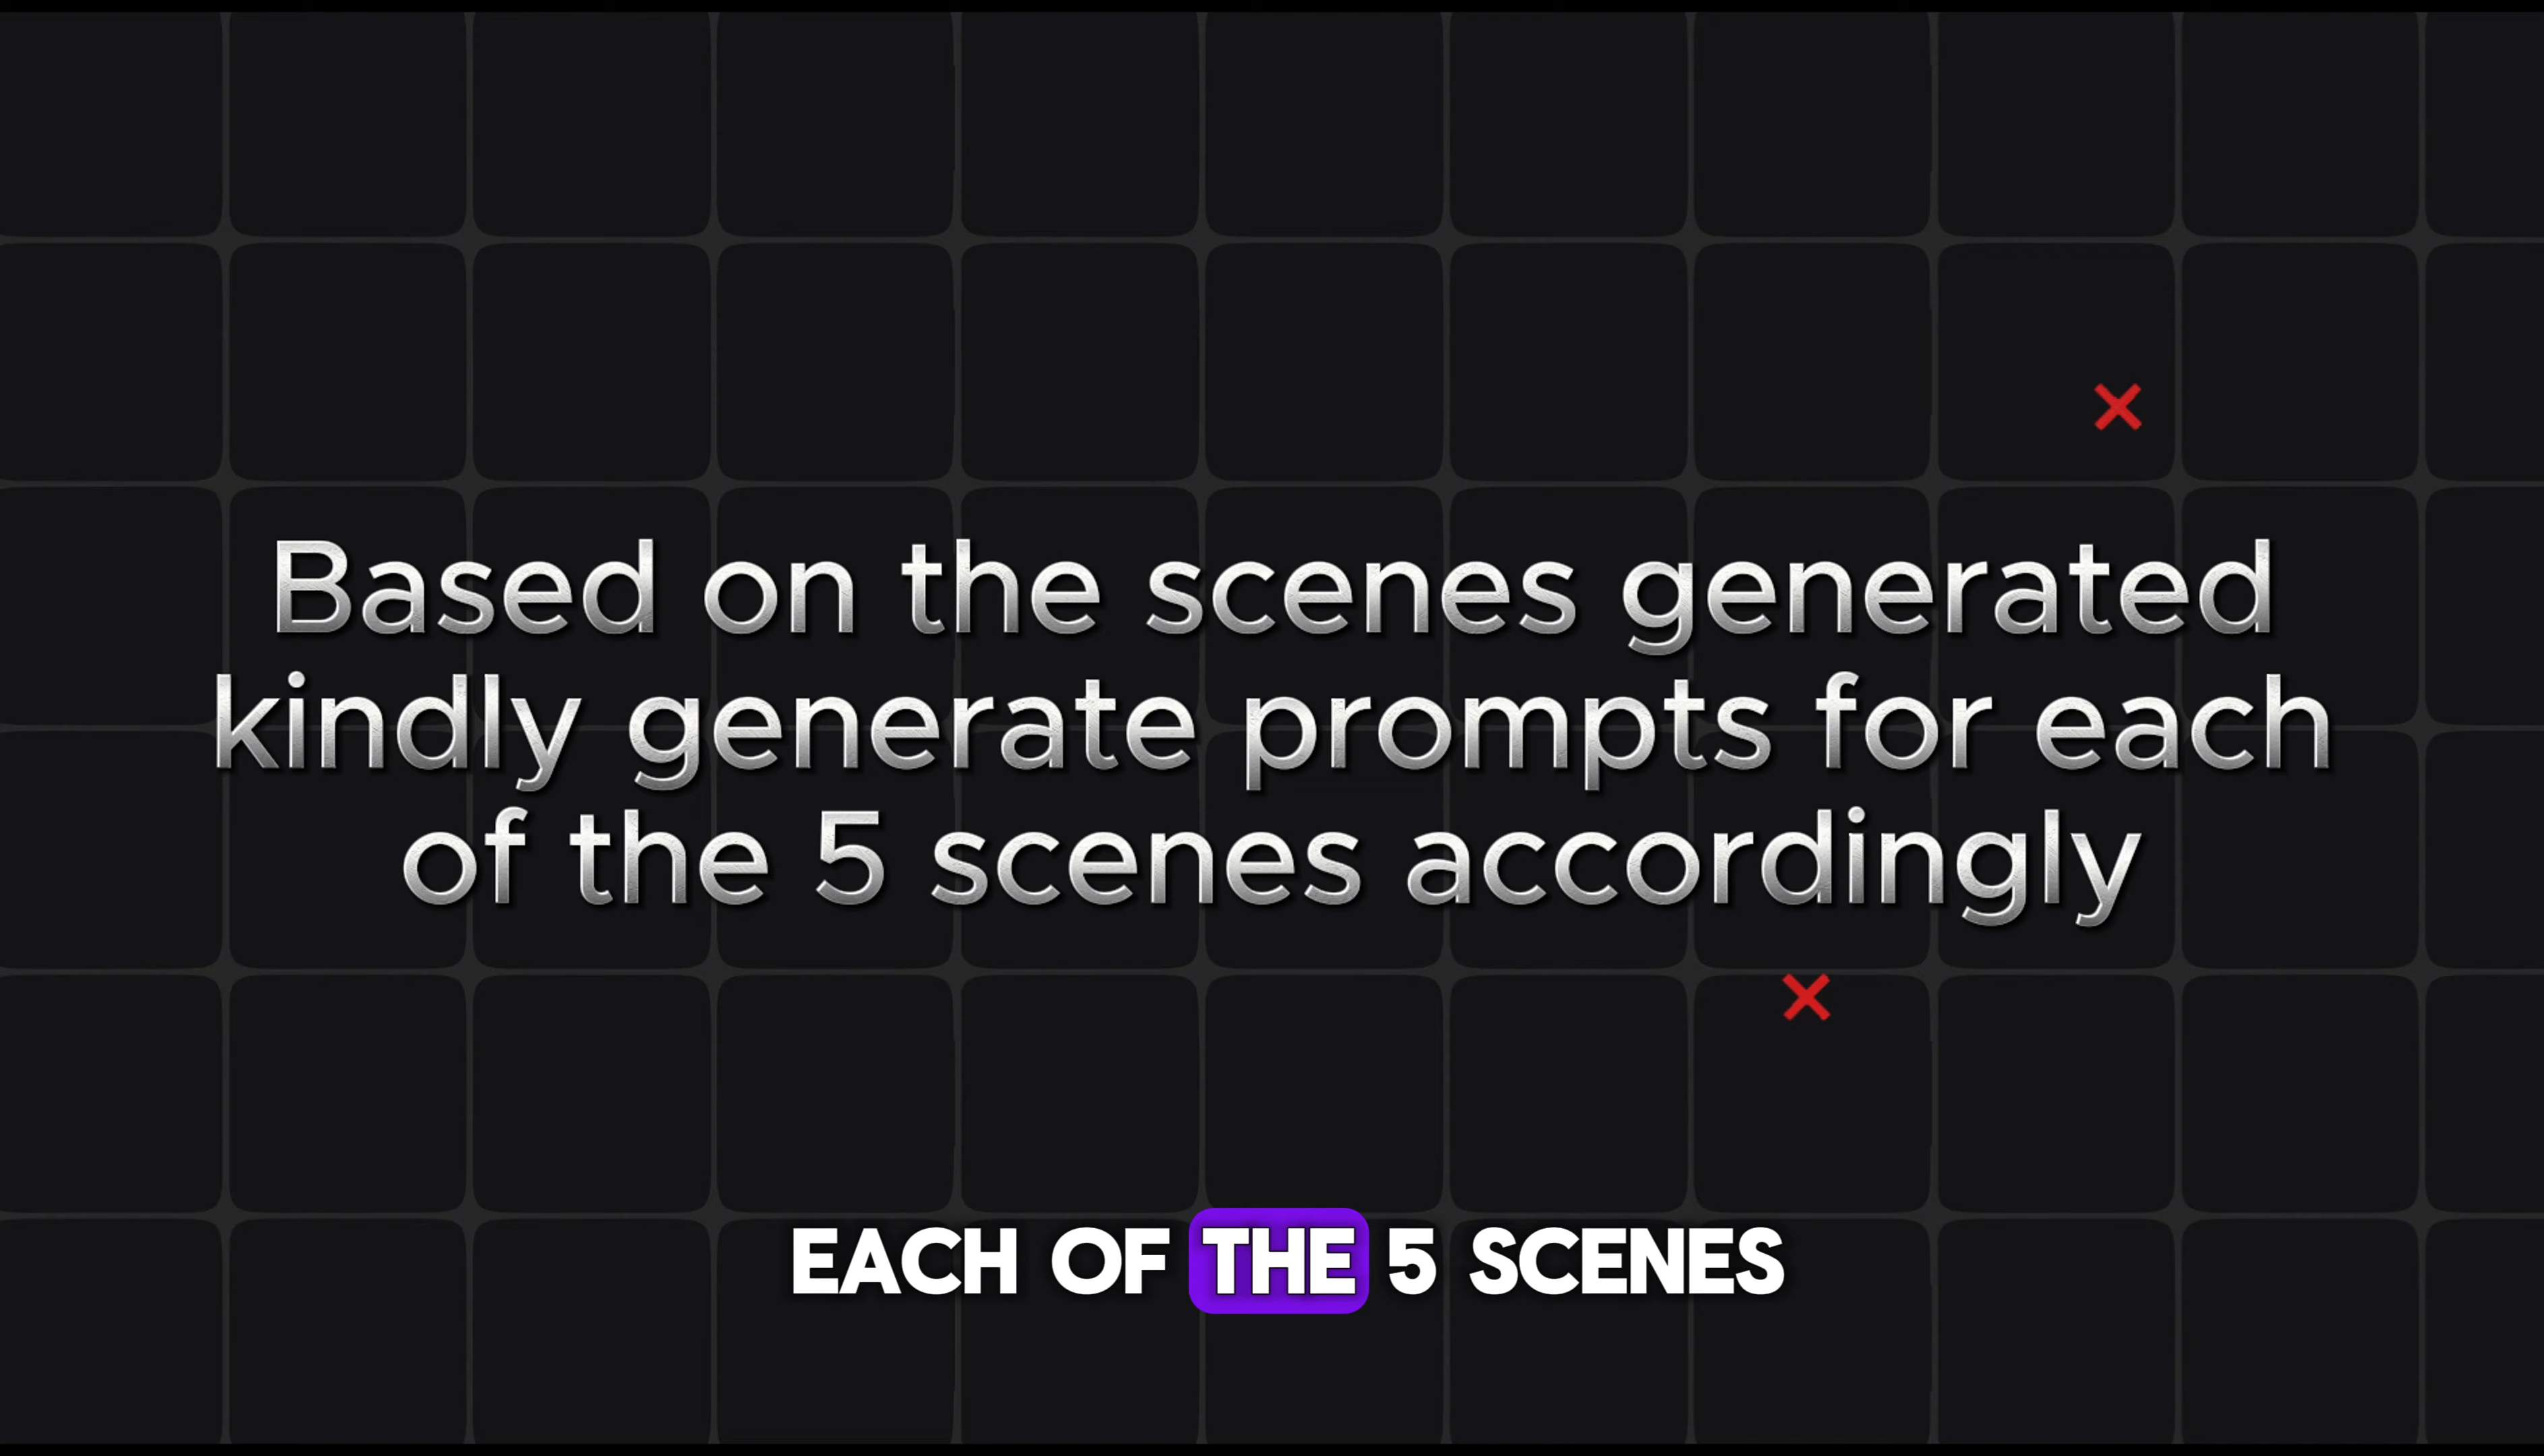 Based on the scenes generated
kindly generate prompts for each
of the 5 scenes accordingly
EACH OF THE 5 SCENES